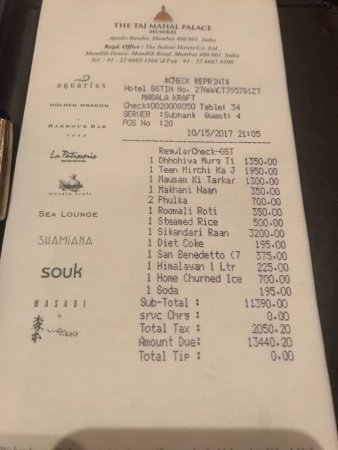 THE TAJ MAHAL PALACE
MUMBAI
Apollo Bunder, Mumbai 400 001, India
Regd. Office : The Indian Hotels Co. Ltd.,
Mandlik House, Mandlik Road, Mumbai 400 001, India
Tel : 91 - 22 6665 3366 Fax : 91 - 22 6665 0300
aquarius
GOLDEN DRAGON
HARBOUR BAR
La Patisserie
masala kraft
SEA LOUNGE
SHAMIANA
souk
WASABI
by
morimoto
*CHECK REPRINT*
Hotel GSTIN No. 27AAACT3957G1Z7
MASALA KRAFT
Check:0020008050 Table: 34
SERVER Subhank Guest: 4
POS No: 20
10/15/2017 21:05
RegularCheck-GST
1 Dhhohiya Murg Ti 1350.00
1 Teen Mirchi Ka J 1950.00
1 Mausam Ki Tarkar 1300.00
1 Makhani Naan 350.00
2 Phulka 700.00
1 Roomali Roti 350.00
1 Steamed Rice 500.00
1 Sikandari Raan 3200.00
1 Diet Coke 195.00
1 San Benedetto (7 375.00
1 Himalayan 1 Ltr 225.00
1 Home Churned Ice 700.00
1 Soda 195.00
Sub-Total : 11390.00
srvc Chrg : 0.00
Total Tax : 2050.20
Amount Due: 13440.20
Total Tip : 0.00